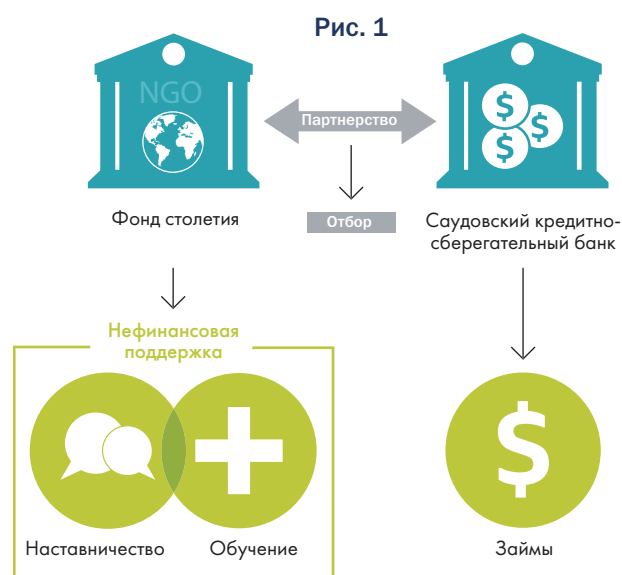 Рис. 1
NGO
Партнерство
$
$
$
Фонд столетия
Отбор
Саудовский кредитно-
сберегательный банк
Нефинансовая
поддержка
$
Наставничество
Обучение
Займы